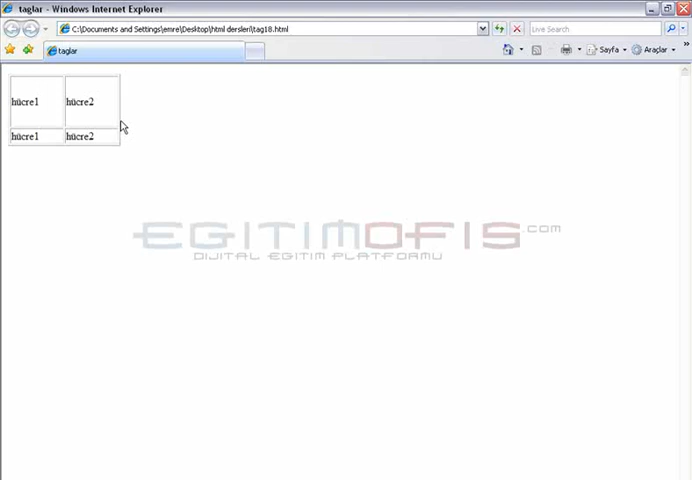 taglar - Windows Internet Explorer
C:\Documents and Settings\emre\Desktop\html dersleri\tag18.html
Live Search
taglar
Sayfa
Araçlar
hücre1 hücre2
hücre1 hücre2
EGITIMOFIS.com
DIJITAL EGITIM PLATFORMU